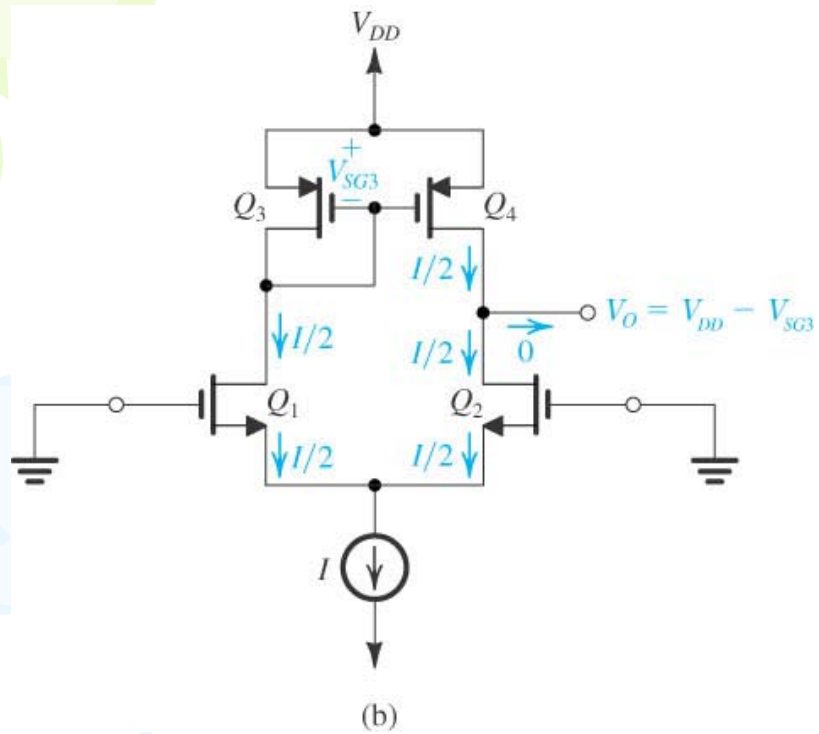 V_DD
+
V_SG3
−
Q_3
Q_4
I/2
V_O = V_DD − V_SG3
I/2
I/2
0
Q_1
Q_2
I/2
I/2
I
(b)